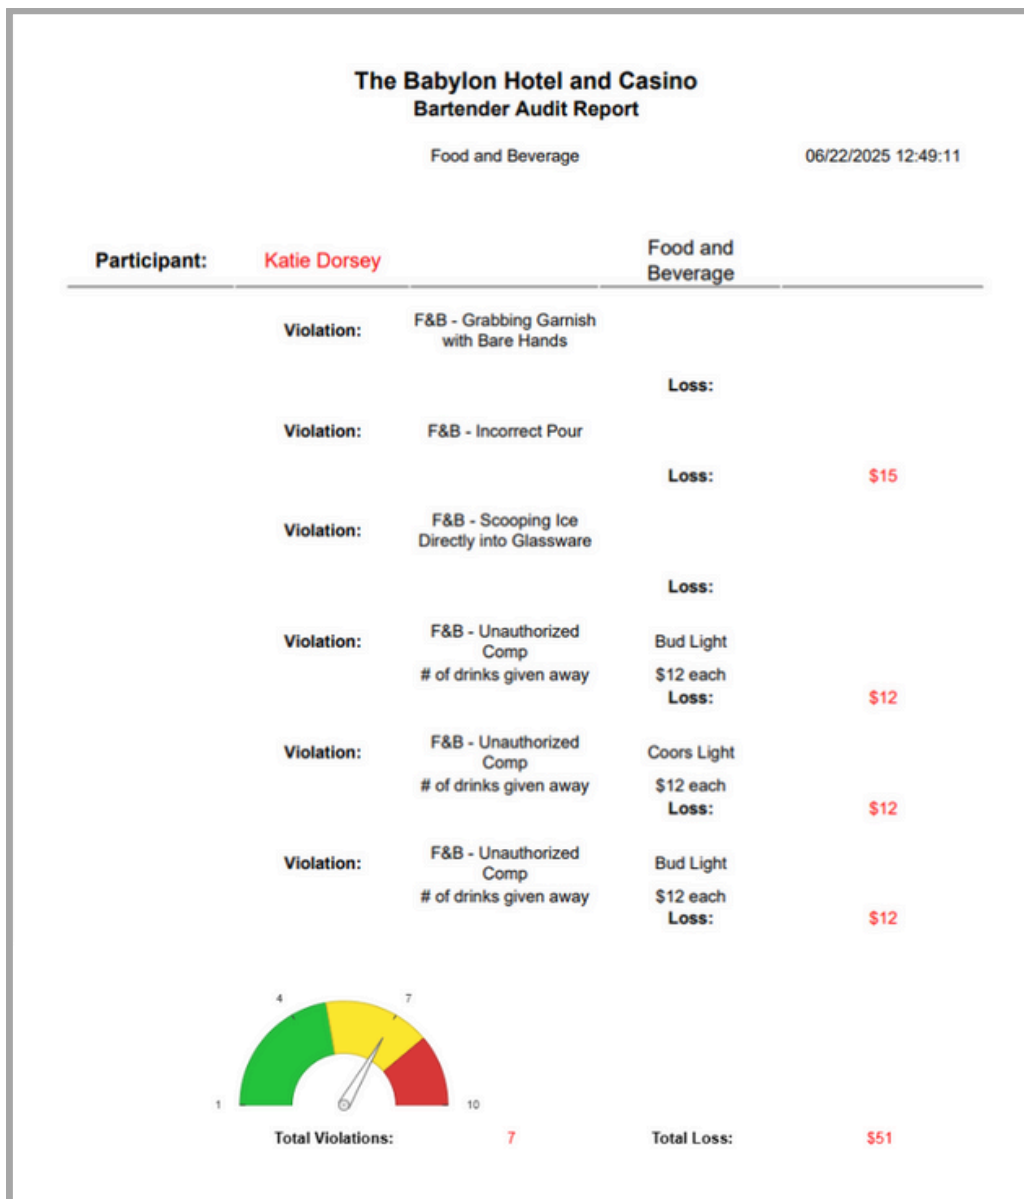 The Babylon Hotel and Casino
Bartender Audit Report
Food and Beverage 06/22/2025 12:49:11
Participant: Katie Dorsey Food and
Beverage
Violation: F&B - Grabbing Garnish
with Bare Hands
Loss:
Violation: F&B - Incorrect Pour
Loss: $15
Violation: F&B - Scooping Ice
Directly into Glassware
Loss:
Violation: F&B - Unauthorized
Comp Bud Light
# of drinks given away $12 each
Loss: $12
Violation: F&B - Unauthorized
Comp Coors Light
# of drinks given away $12 each
Loss: $12
Violation: F&B - Unauthorized
Comp Bud Light
# of drinks given away $12 each
Loss: $12
4 7
1 10
Total Violations: 7 Total Loss: $51